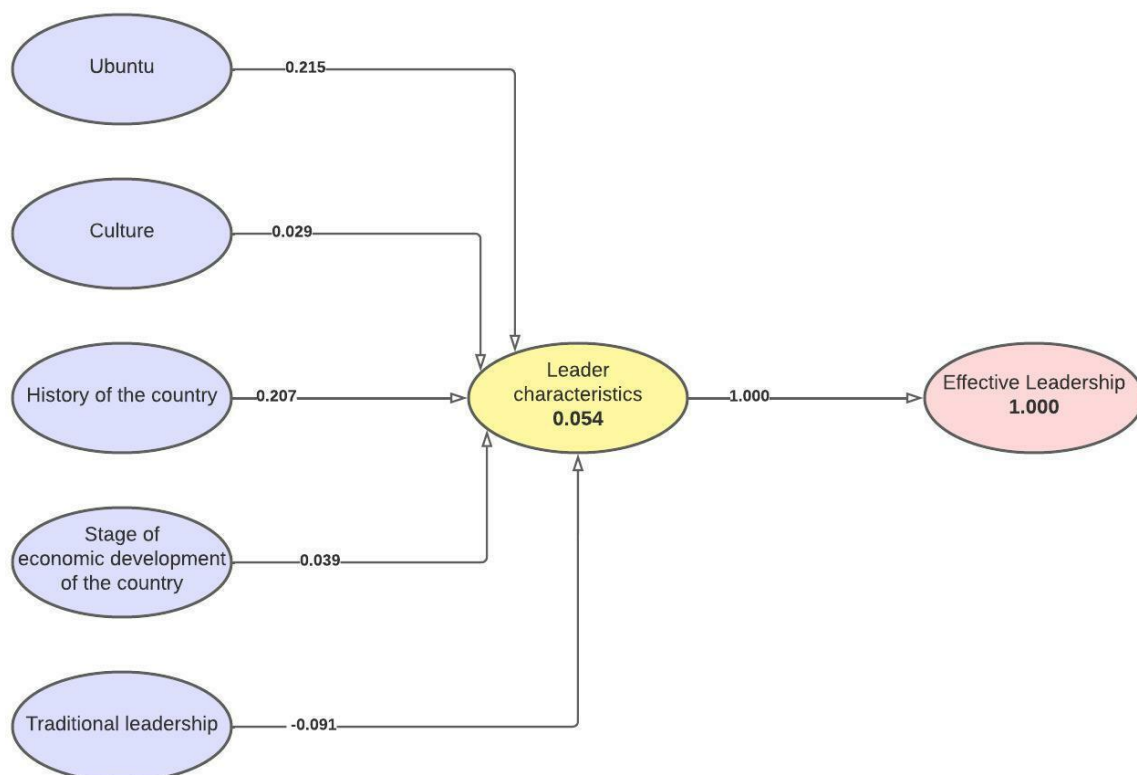 Ubuntu
0.215
Culture
0.029
History of the country
0.207
Leader
characteristics
0.054
1.000
Effective Leadership
1.000
Stage of
economic development
of the country
0.039
Traditional leadership
-0.091